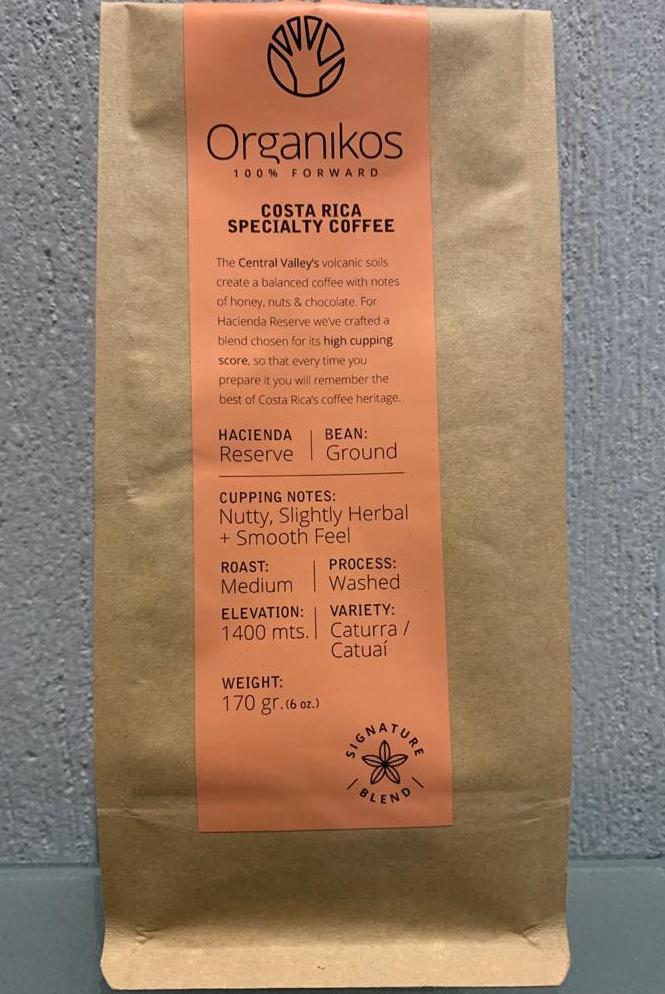 Organikos
100% FORWARD
COSTA RICA
SPECIALTY COFFEE
The Central Valley's volcanic soils
create a balanced coffee with notes
of honey, nuts & chocolate. For
Hacienda Reserve we've crafted a
blend chosen for its high cupping
score, so that every time you
prepare it you will remember the
best of Costa Rica's coffee heritage.
HACIENDA
Reserve
BEAN:
Ground
CUPPING NOTES:
Nutty, Slightly Herbal
+ Smooth Feel
ROAST:
Medium
PROCESS:
Washed
ELEVATION:
1400 mts.
VARIETY:
Caturra /
Catuaí
WEIGHT:
170 gr.(6 oz.)
SIGNATURE
BLEND